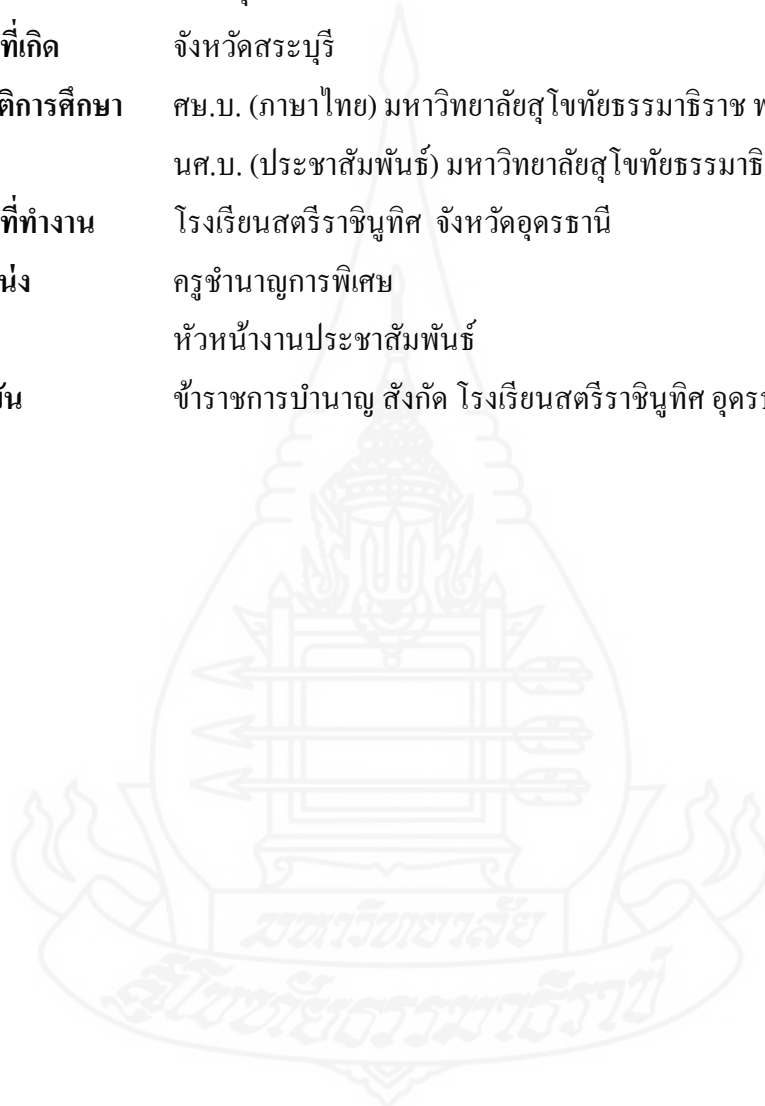 ที่เกิด จังหวัดสระบุรี
ติการศึกษา ศษ.บ. (ภาษาไทย) มหาวิทยาลัยสุโขทัยธรรมาธิราช
นศ.บ. (ประชาสัมพันธ์) มหาวิทยาลัยสุโขทัยธรรมาธิ
ที่ทำงาน โรงเรียนสตรีราชินูทิศ จังหวัดอุดรธานี
น่ง ครูชำนาญการพิเศษ
หัวหน้างานประชาสัมพันธ์
ัน ข้าราชการบำนาญ สังกัด โรงเรียนสตรีราชินูทิศ อุดร
มหาวิทยาลัย
สุโขทัยธรรมาธิราช